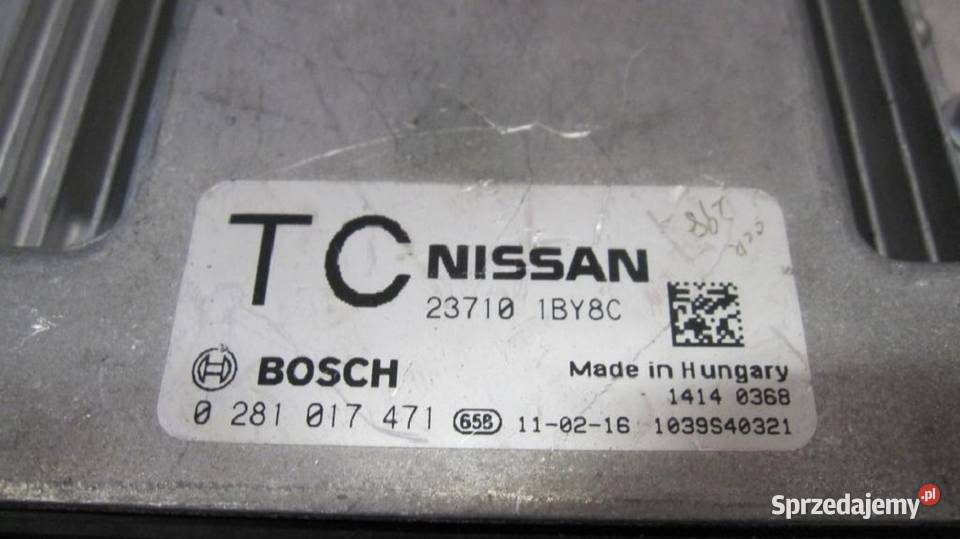 TC NISSAN
23710 1BY8C
BOSCH Made in Hungary
1414 0368
0 281 017 471 65B 11-02-16 1039S40321
Sprzedajemy.pl